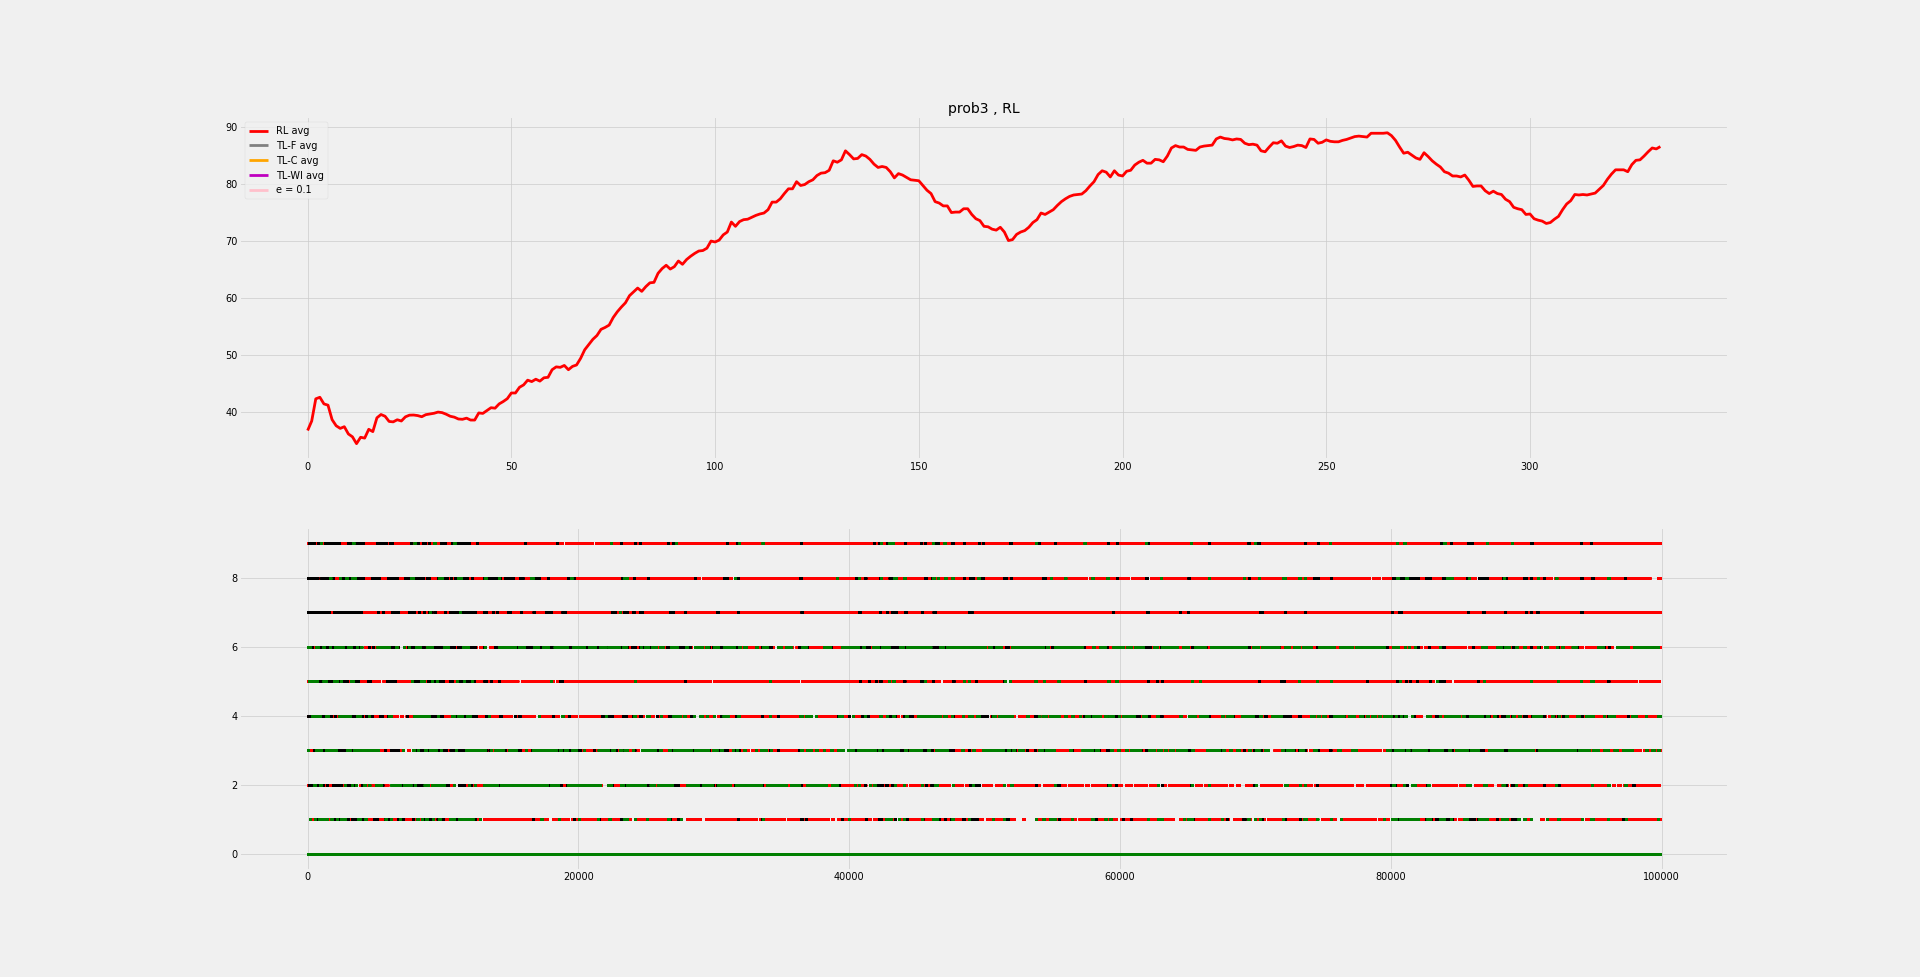 prob3 , RL
90
RL avg
TL-F avg
TL-C avg
TL-WI avg
e = 0.1
80
70
60
50
40
0 50 100 150 200 250 300
8
6
4
2
0
0 20000 40000 60000 80000 100000